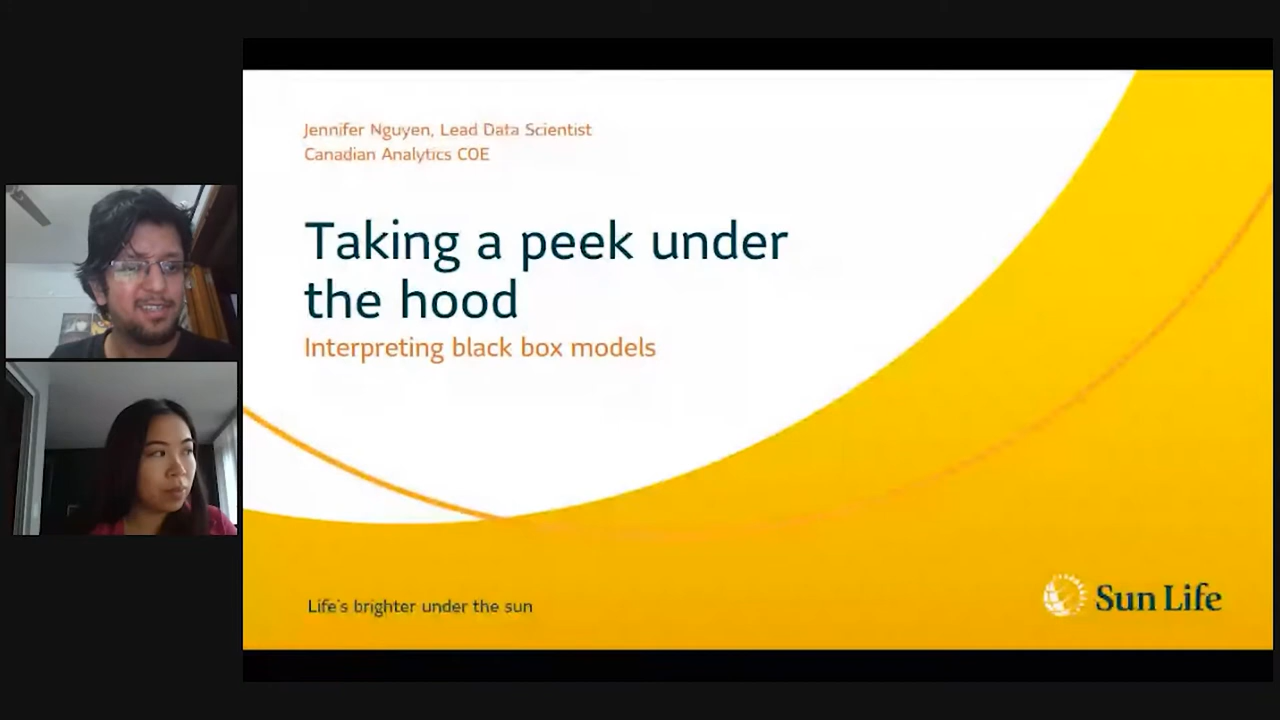 Jennifer Nguyen, Lead Data Scientist
Canadian Analytics COE
Taking a peek under
the hood
Interpreting black box models
Life's brighter under the sun
Sun Life